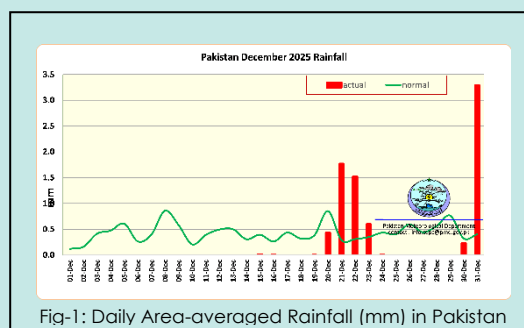 Pakistan December 2025 Rainfall
actual normal
3.5
3.0
2.5
2.0
1.5
1.0
0.5
0.0
mm
01-Dec
02-Dec
03-Dec
04-Dec
05-Dec
06-Dec
07-Dec
08-Dec
09-Dec
10-Dec
11-Dec
12-Dec
13-Dec
14-Dec
15-Dec
16-Dec
17-Dec
18-Dec
19-Dec
20-Dec
21-Dec
22-Dec
23-Dec
24-Dec
25-Dec
26-Dec
27-Dec
28-Dec
29-Dec
30-Dec
31-Dec
Pakistan Meteorological Department
Fig-1: Daily Area-averaged Rainfall (mm) in Pakistan